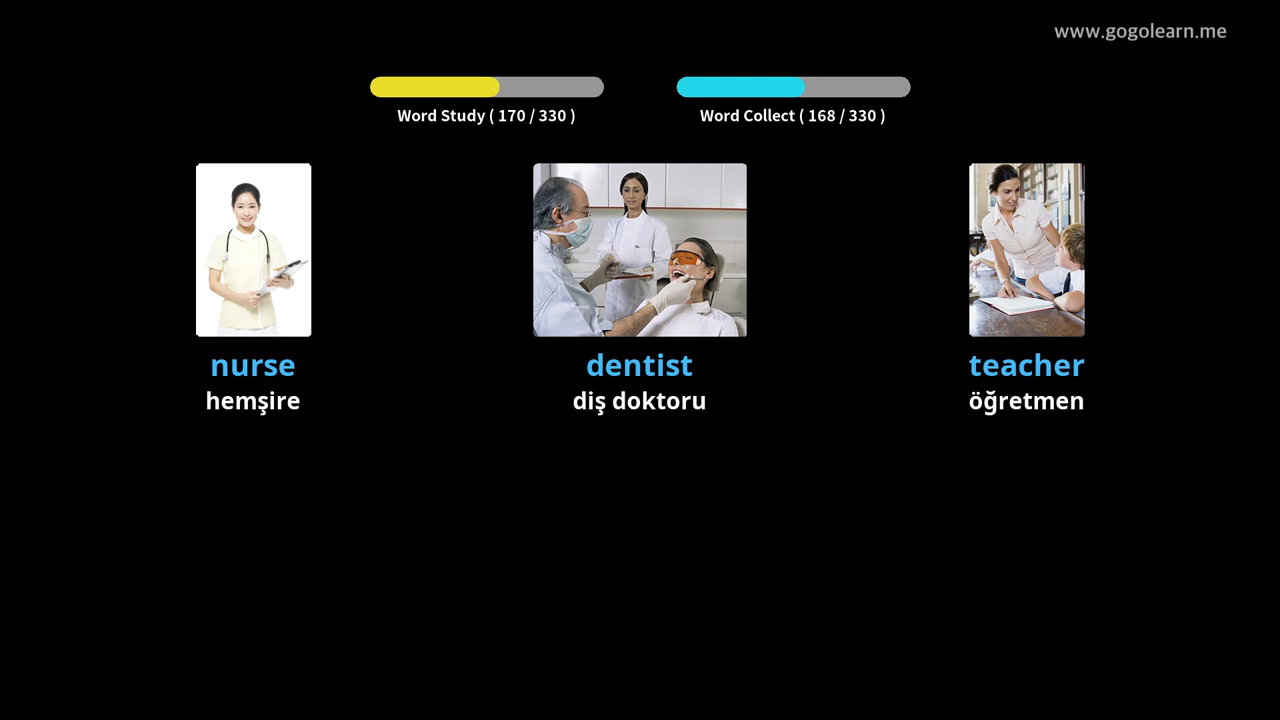 www.gogolearn.me
Word Study ( 170 / 330 )
Word Collect ( 168 / 330 )
nurse
dentist
teacher
hemşire
diş doktoru
öğretmen